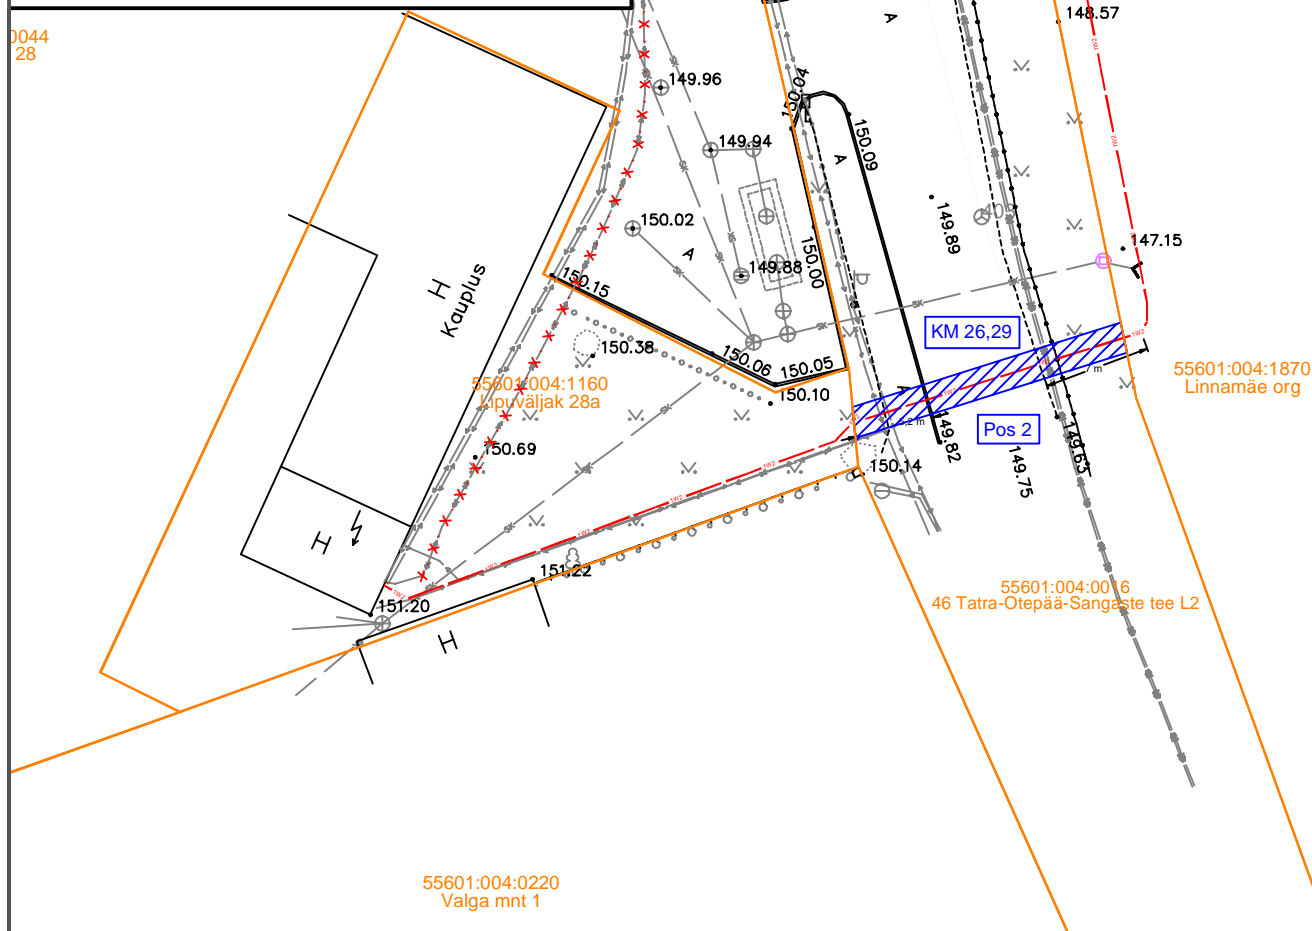 0044
28
148.57
A
149.96
150.04
149.94
150.09
A
150.02
A
149.89
402
147.15
149.88
150.00
150.15
H
Kauplus
KM 26,29
150.38
150.06
150.05
55601:004:1160
Lipuväljak 28a
150.10
55601:004:1870
Linnamäe org
A
Pos 2
149.82
149.63
149.75
150.69
150.14
H
151.22
151.20
H
55601:004:0016
46 Tatra-Otepää-Sangaste tee L2
55601:004:0220
Valga mnt 1